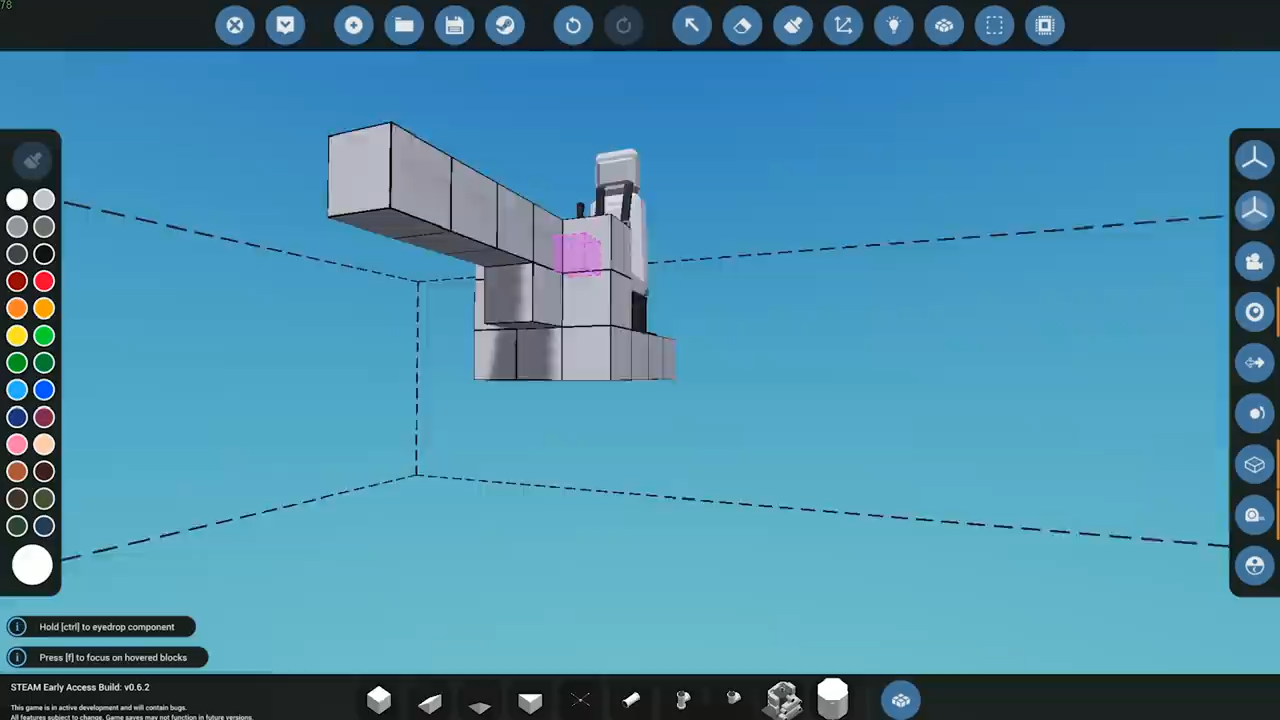 78
Hold [ctrl] to eyedrop component
Press [f] to focus on hovered blocks
STEAM Early Access Build: v0.6.2
This game is in active development and will contain bugs.
All features subject to change. Game saves may not function in future versions.